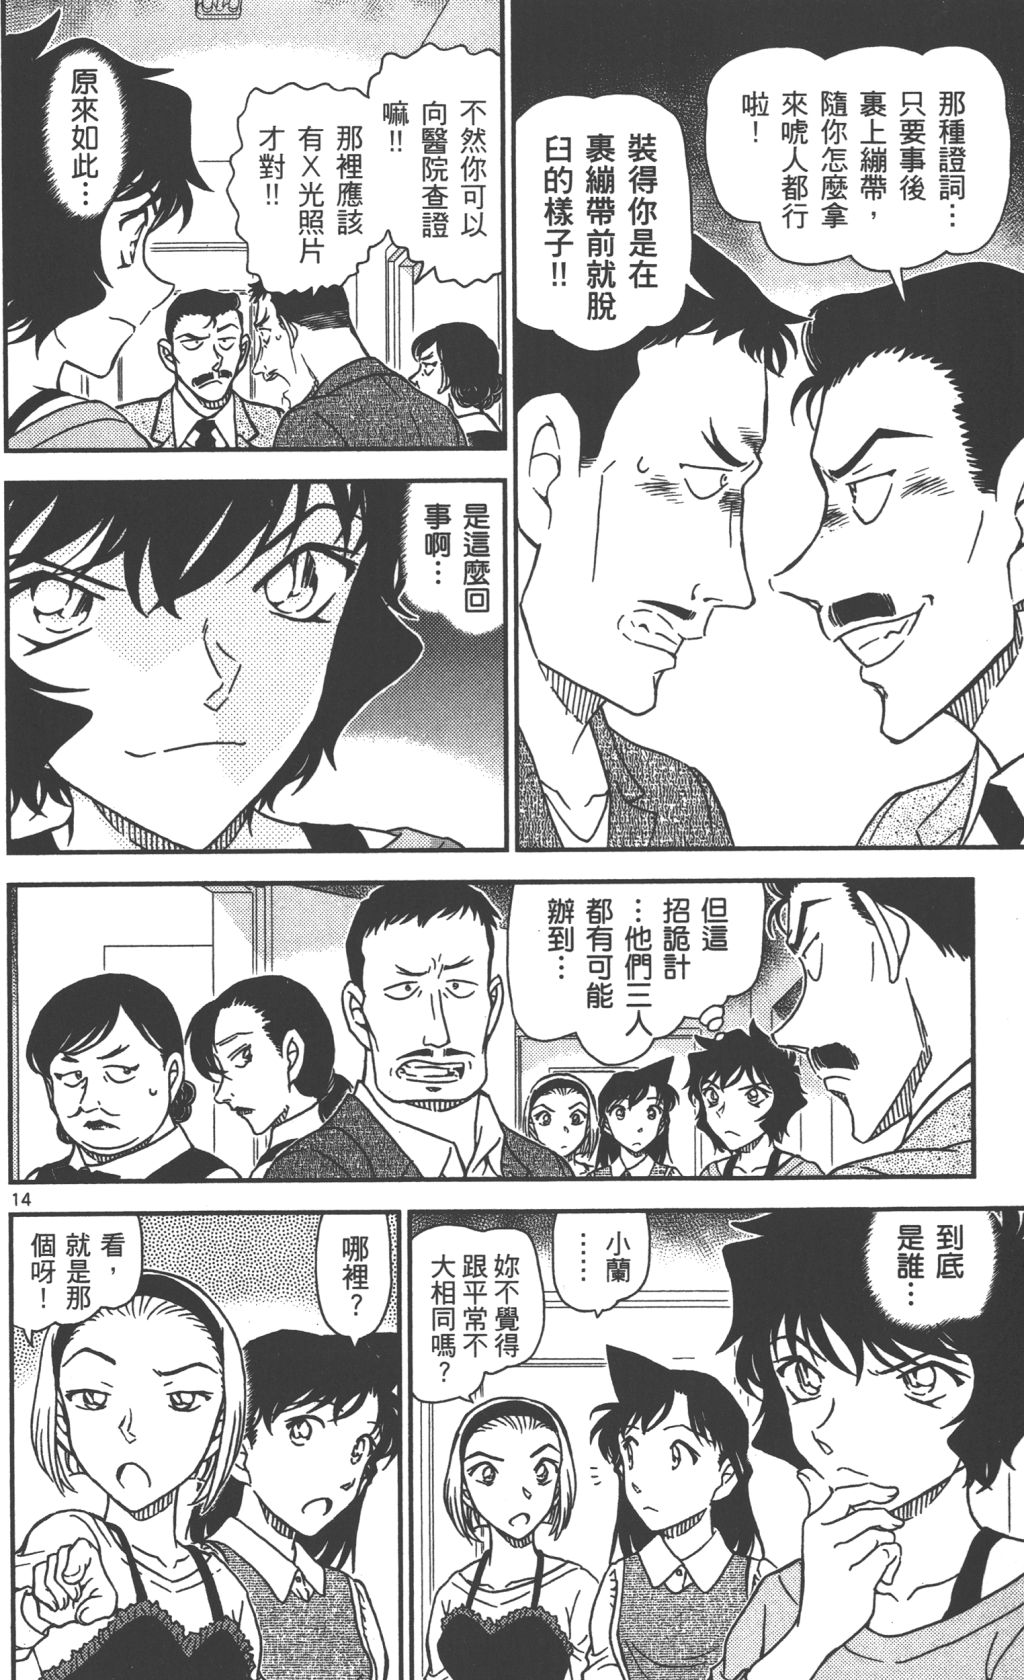 那種證詞…
只要事後
裹上繃帶，
隨你怎麼拿
來唬人都行
啦！
裝得你是在
裹繃帶前就脫
臼的樣子!!
不然你可以
向醫院查證
嘛!!
那裡應該
有X光照片
才對!!
原來如此…
是這麼回
事啊…
但這
招詭計
…他們三人
都有可能
辦到…
14
到底
是誰…
小蘭
……
妳不覺得
跟平常不
大相同嗎？
哪裡？
看，
就是那
個呀！